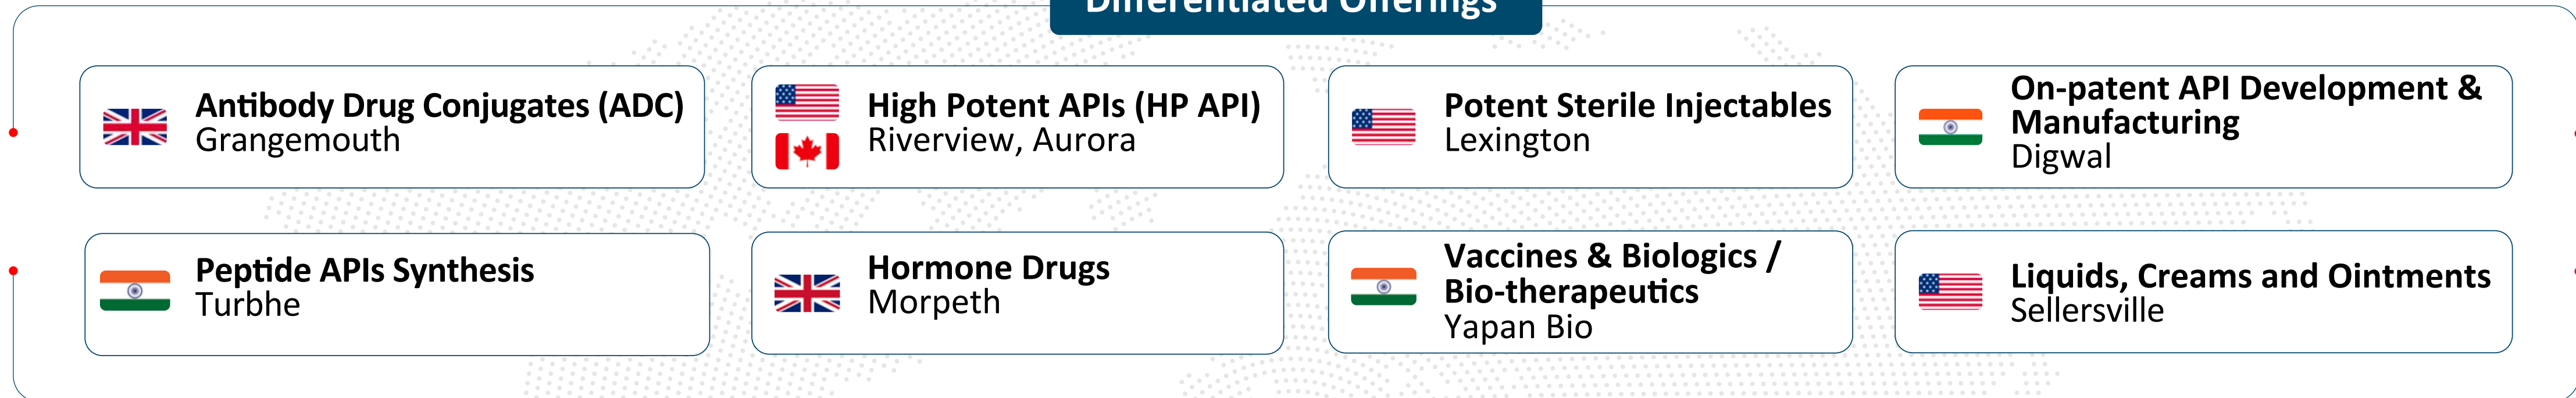 Differentiated Offerings
Antibody Drug Conjugates (ADC)
Grangemouth
High Potent APIs (HP API)
Riverview, Aurora
Potent Sterile Injectables
Lexington
On-patent API Development &
Manufacturing
Digwal
Peptide APIs Synthesis
Turbhe
Hormone Drugs
Morpeth
Vaccines & Biologics /
Bio-therapeutics
Yapan Bio
Liquids, Creams and Ointments
Sellersville